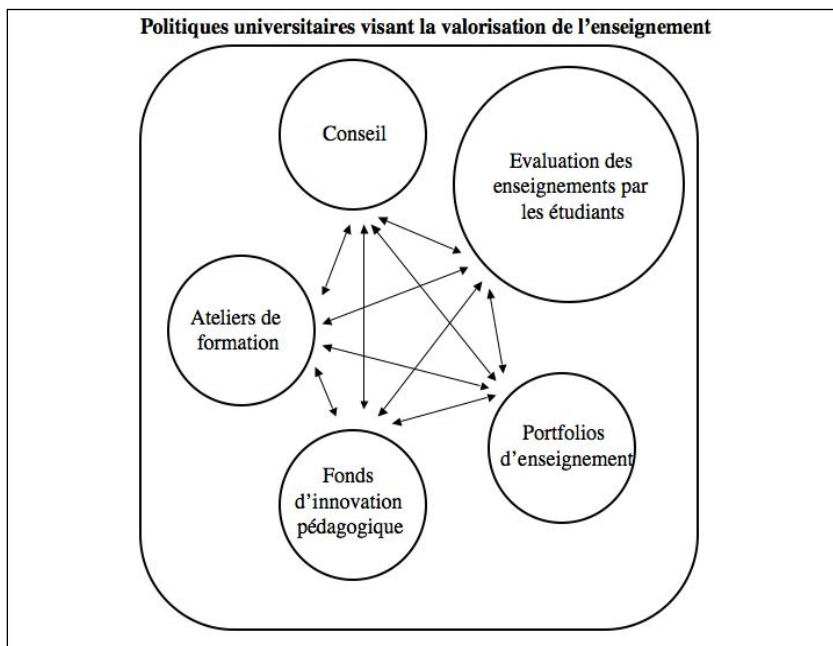 Politiques universitaires visant la valorisation de l’enseignement
Conseil
Evaluation des
enseignements par
les étudiants
Ateliers de
formation
Portfolios
d’enseignement
Fonds
d’innovation
pédagogique